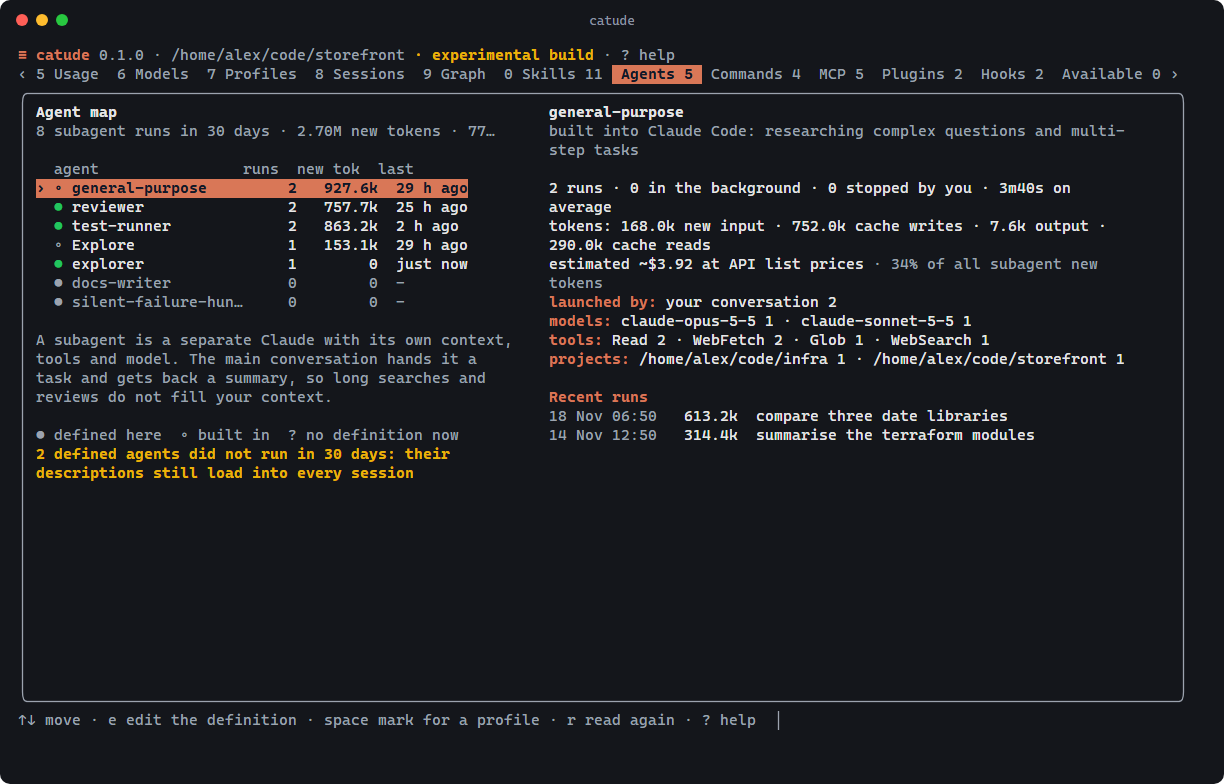 catude
≡ catude 0.1.0 · /home/alex/code/storefront · experimental build · ? help
‹ 5 Usage 6 Models 7 Profiles 8 Sessions 9 Graph 0 Skills 11 Agents 5 Commands 4 MCP 5 Plugins 2 Hooks 2 Available 0 ›
Agent map
8 subagent runs in 30 days · 2.70M new tokens · 77…
agent runs new tok last
› ∘ general-purpose 2 927.6k 29 h ago
● reviewer 2 757.7k 25 h ago
● test-runner 2 863.2k 2 h ago
∘ Explore 1 153.1k 29 h ago
● explorer 1 0 just now
● docs-writer 0 0 –
● silent-failure-hun… 0 0 –
A subagent is a separate Claude with its own context,
tools and model. The main conversation hands it a
task and gets back a summary, so long searches and
reviews do not fill your context.
● defined here ∘ built in ? no definition now
2 defined agents did not run in 30 days: their
descriptions still load into every session
general-purpose
built into Claude Code: researching complex questions and multi-
step tasks
2 runs · 0 in the background · 0 stopped by you · 3m40s on
average
tokens: 168.0k new input · 752.0k cache writes · 7.6k output ·
290.0k cache reads
estimated ~$3.92 at API list prices · 34% of all subagent new
tokens
launched by: your conversation 2
models: claude-opus-5-5 1 · claude-sonnet-5-5 1
tools: Read 2 · WebFetch 2 · Glob 1 · WebSearch 1
projects: /home/alex/code/infra 1 · /home/alex/code/storefront 1
Recent runs
18 Nov 06:50 613.2k compare three date libraries
14 Nov 12:50 314.4k summarise the terraform modules
↑↓ move · e edit the definition · space mark for a profile · r read again · ? help